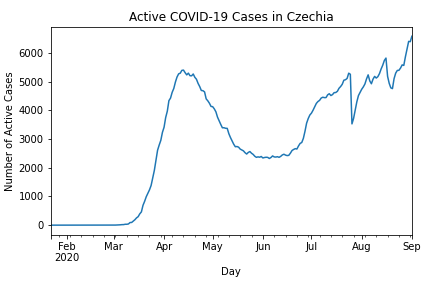 Active COVID-19 Cases in Czechia
Number of Active Cases
6000
5000
4000
3000
2000
1000
0
Feb Mar Apr May Jun Jul Aug Sep
2020
Day